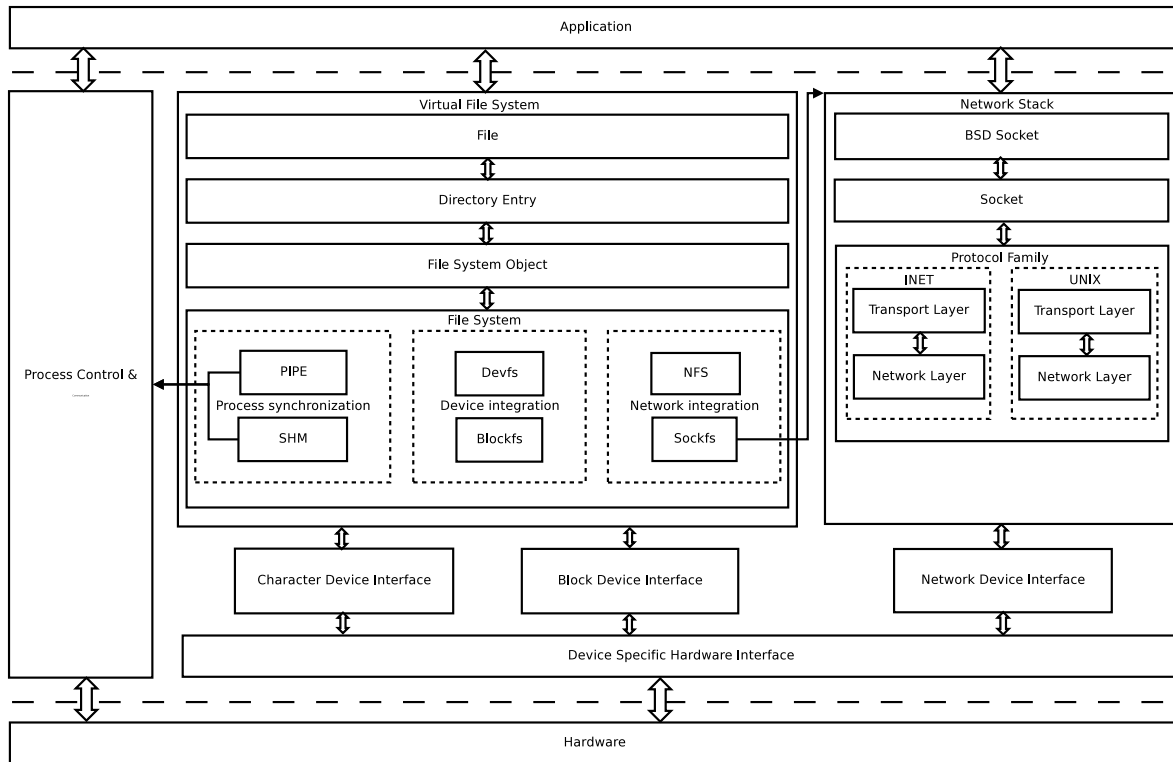 Application
Virtual File System
Network Stack
File
BSD Socket
Directory Entry
Socket
File System Object
Protocol Family
INET
UNIX
Transport Layer
Transport Layer
Network Layer
Network Layer
File System
PIPE
Devfs
NFS
Process Control &
Process synchronization
Device integration
Network integration
SHM
Blockfs
Sockfs
Character Device Interface
Block Device Interface
Network Device Interface
Device Specific Hardware Interface
Hardware